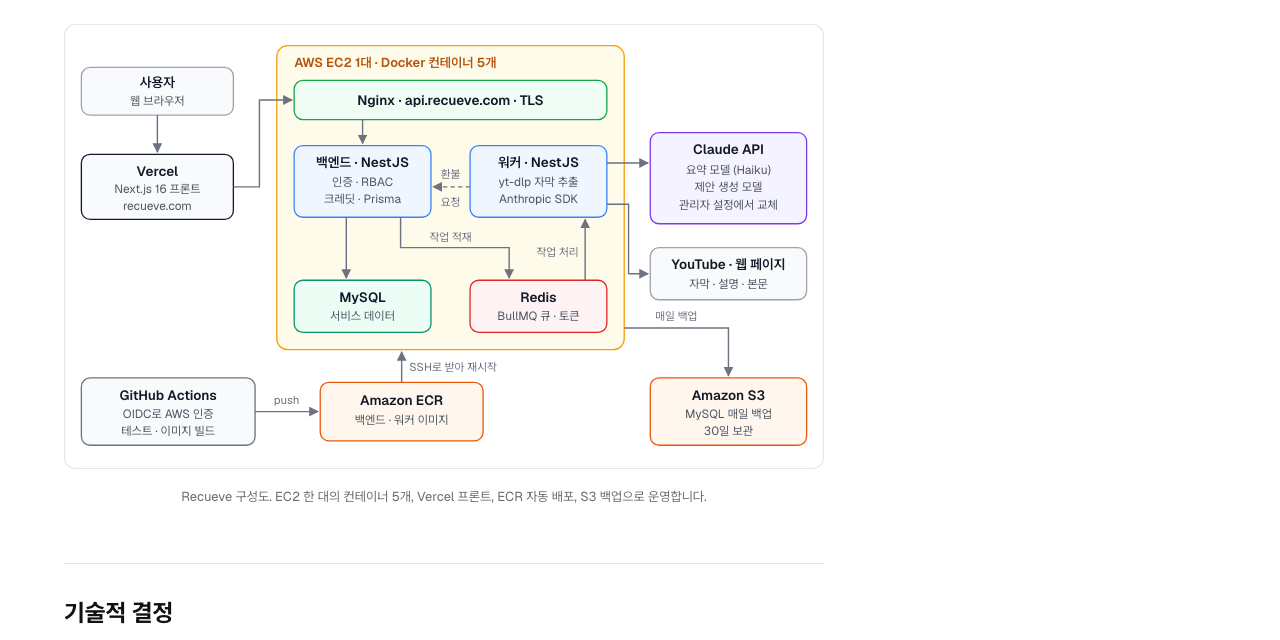 AWS EC2 1대 · Docker 컨테이너 5개
사용자
웹 브라우저
Nginx · api.recueve.com · TLS
Vercel
Next.js 16 프론트
recueve.com
백엔드 · NestJS
인증 · RBAC
크레딧 · Prisma
환불
요청
워커 · NestJS
yt-dlp 자막 추출
Anthropic SDK
Claude API
요약 모델 (Haiku)
제안 생성 모델
관리자 설정에서 교체
작업 적재
작업 처리
YouTube · 웹 페이지
자막 · 설명 · 본문
MySQL
서비스 데이터
Redis
BullMQ 큐 · 토큰
매일 백업
SSH로 받아 재시작
GitHub Actions
OIDC로 AWS 인증
테스트 · 이미지 빌드
push
Amazon ECR
백엔드 · 워커 이미지
Amazon S3
MySQL 매일 백업
30일 보관
Recueve 구성도. EC2 한 대의 컨테이너 5개, Vercel 프론트, ECR 자동 배포, S3 백업으로 운영합니다.
기술적 결정